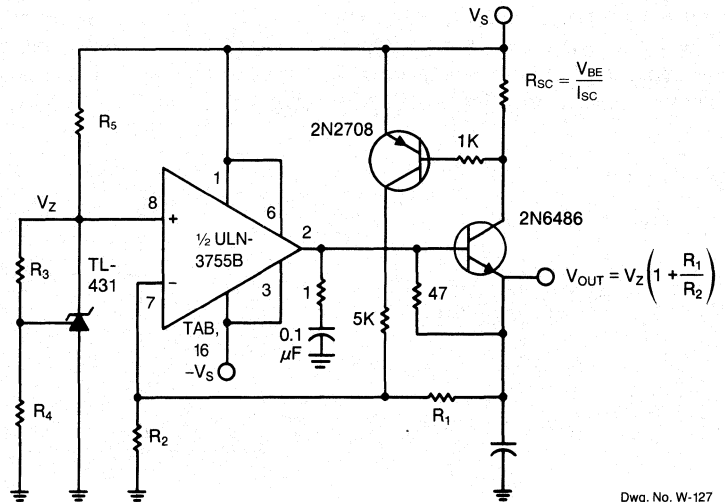 V_S
R_SC = V_BE / I_SC
R_5
2N2708
1K
V_Z
8
+
1
6
½ ULN-
3755B
2
2N6486
V_OUT = V_Z (1 + R_1 / R_2)
R_3
TL-
431
7
−
3
TAB,
16
−V_S
1
0.1
µF
5K
47
R_4
R_2
R_1
Dwg. No. W-127